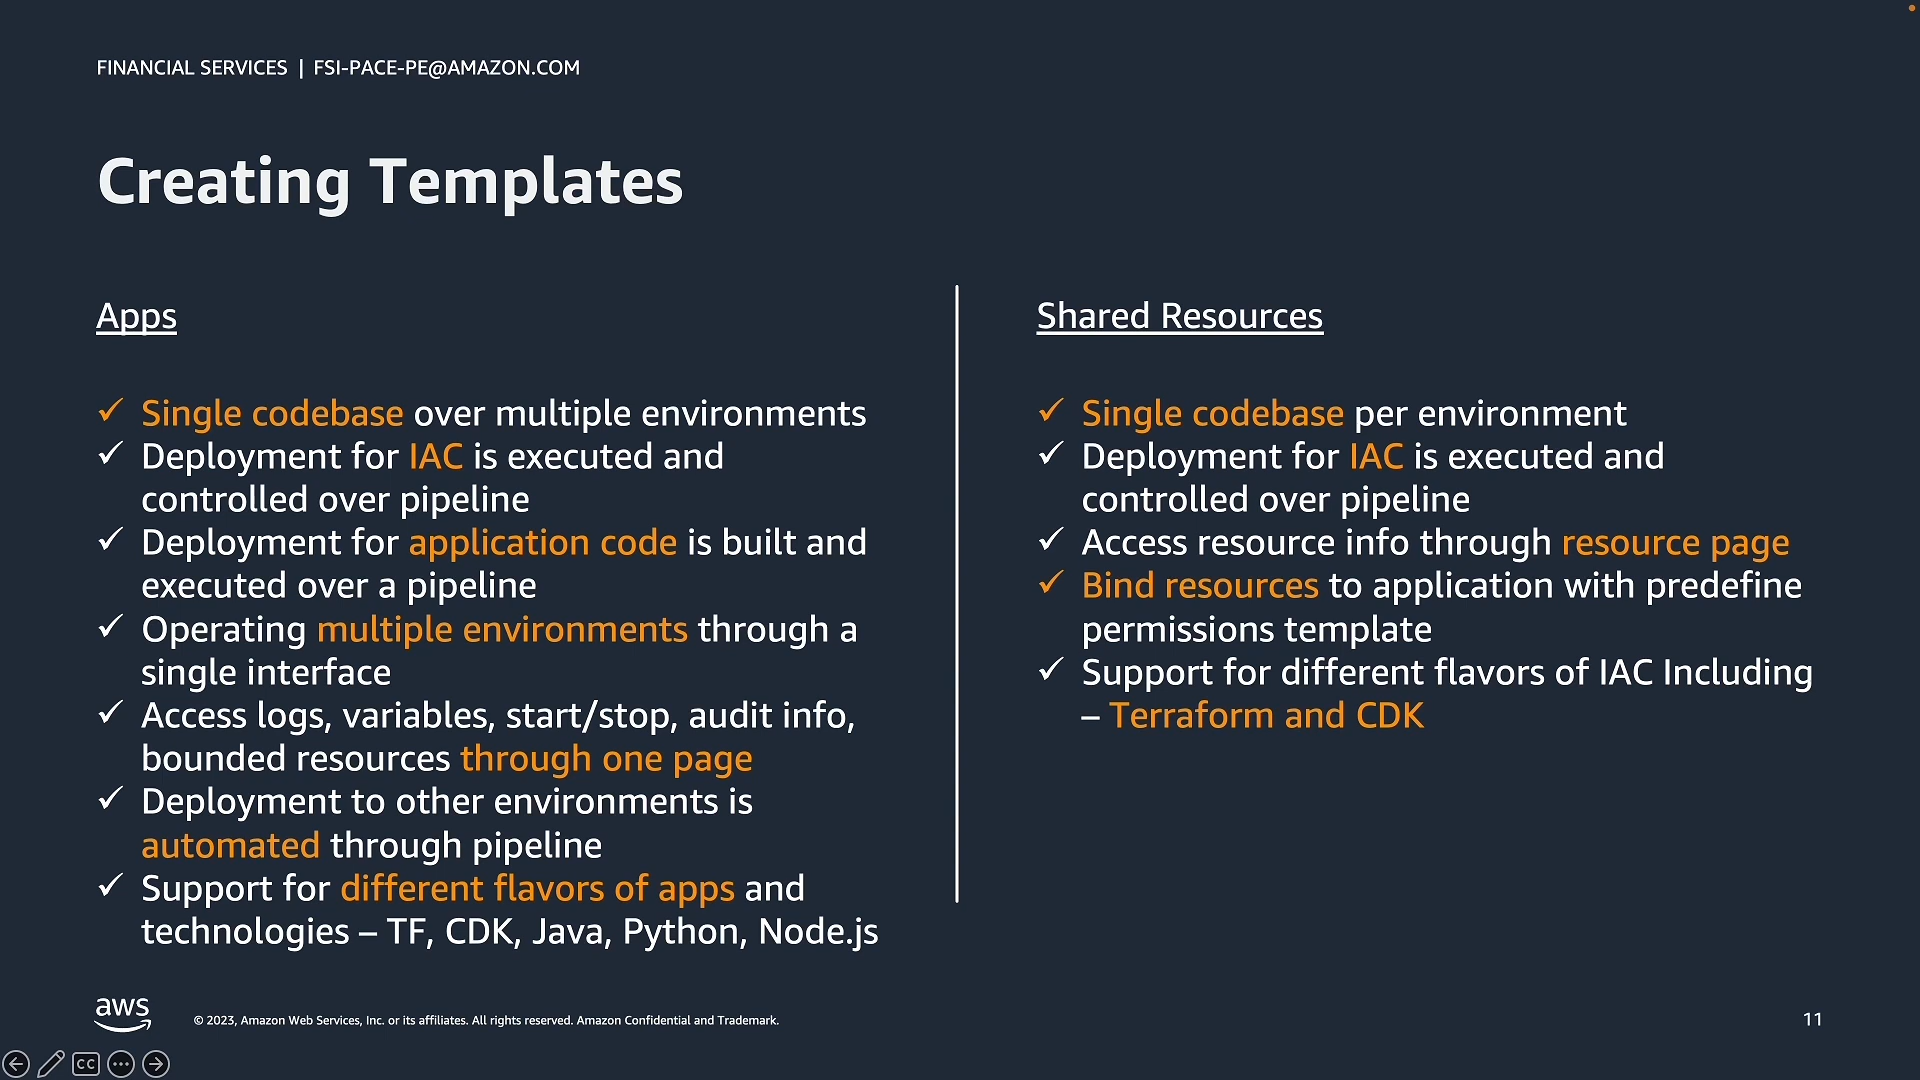 FINANCIAL SERVICES | FSI-PACE-PE@AMAZON.COM
Creating Templates
Apps
✓ Single codebase over multiple environments
✓ Deployment for IAC is executed and
controlled over pipeline
✓ Deployment for application code is built and
executed over a pipeline
✓ Operating multiple environments through a
single interface
✓ Access logs, variables, start/stop, audit info,
bounded resources through one page
✓ Deployment to other environments is
automated through pipeline
✓ Support for different flavors of apps and
technologies – TF, CDK, Java, Python, Node.js
Shared Resources
✓ Single codebase per environment
✓ Deployment for IAC is executed and
controlled over pipeline
✓ Access resource info through resource page
✓ Bind resources to application with predefine
permissions template
✓ Support for different flavors of IAC Including
– Terraform and CDK
aws
© 2023, Amazon Web Services, Inc. or its affiliates. All rights reserved. Amazon Confidential and Trademark.
11
CC